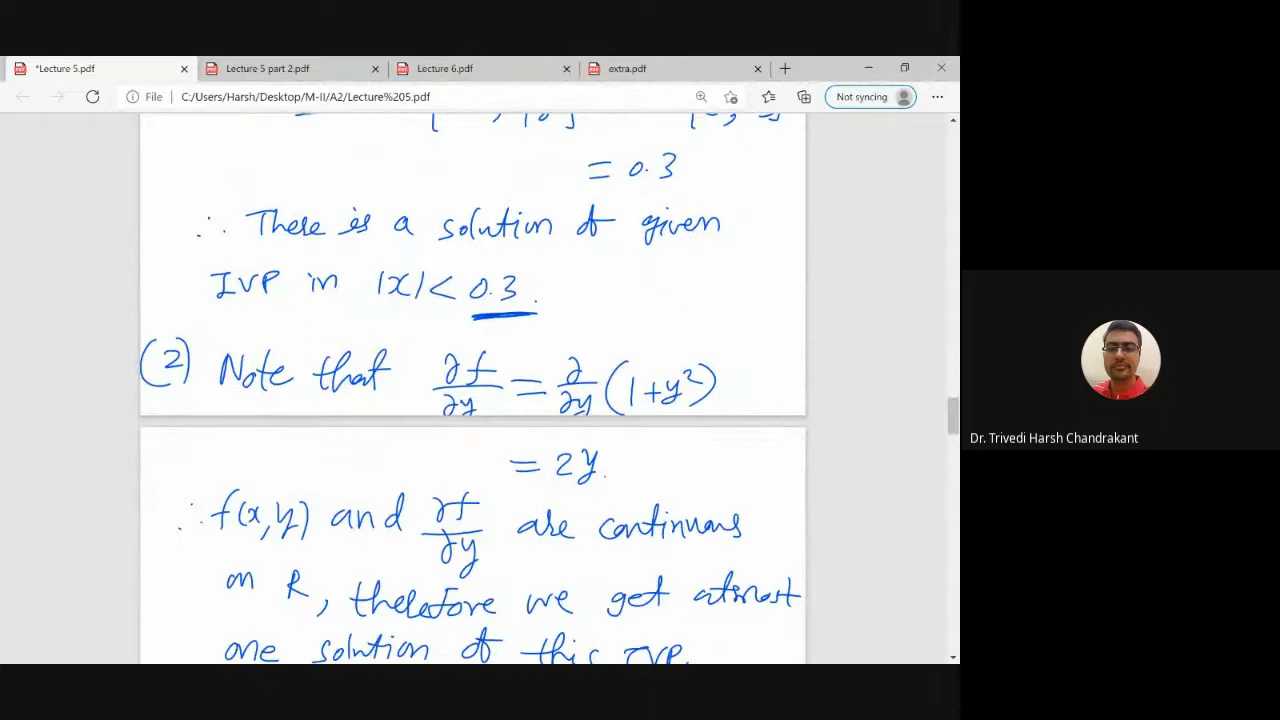 *Lecture 5.pdf
Lecture 5 part 2.pdf
Lecture 6.pdf
extra.pdf
File
C:/Users/Harsh/Desktop/M-II/A2/Lecture%205.pdf
Not syncing
= 0.3
∴ There is a solution of given
IVP in |x| < 0.3.
(2) Note that ∂f/∂y = ∂/∂y (1+y²)
= 2y.
∴ f(x,y) and ∂f/∂y are continuous
on R, therefore we get atmost
one solution of this IVP.
Dr. Trivedi Harsh Chandrakant